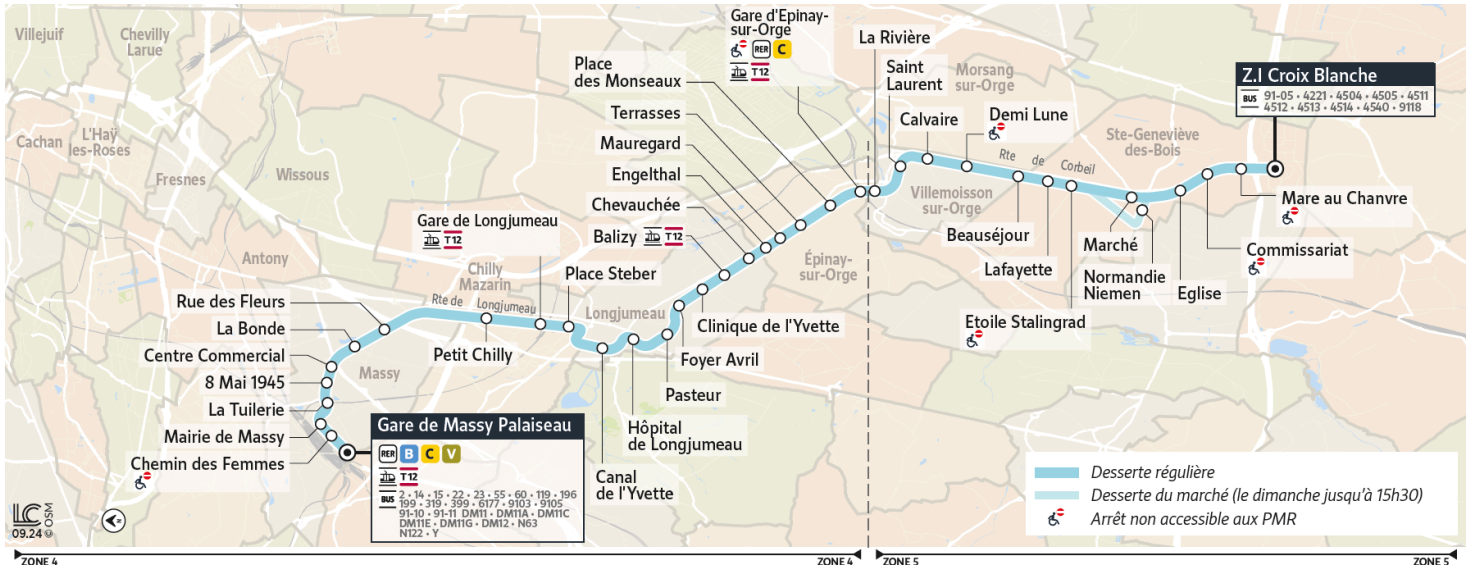 Villejuif
Chevilly
Larue
Cachan
L'Haÿ
les-Roses
Fresnes
Wissous
Antony
Chilly
Mazarin
Massy
Longjumeau
Épinay-
sur-Orge
Morsang
sur-Orge
Villemoisson
sur-Orge
Ste-Geneviève
des-Bois
Rte de Longjumeau
Rte de Corbeil
Gare de Massy Palaiseau
RER B C V
T12
BUS
2 • 14 • 15 • 22 • 23 • 55 • 60 • 119 • 196
199 • 319 • 399 • 6177 • 9103 • 9105
91-10 • 91-11 DM11 • DM11A • DM11C
DM11E • DM11G • DM12 • N63
N122 • Y
Chemin des Femmes
Mairie de Massy
La Tuilerie
8 Mai 1945
Centre Commercial
La Bonde
Rue des Fleurs
Petit Chilly
Gare de Longjumeau
T12
Place Steber
Canal
de l'Yvette
Hôpital
de Longjumeau
Pasteur
Foyer Avril
Clinique de l'Yvette
Balizy T12
Chevauchée
Engelthal
Mauregard
Terrasses
Place
des Monseaux
Gare d'Epinay-
sur-Orge
RER C
T12
La Rivière
Saint
Laurent
Calvaire
Demi Lune
Beauséjour
Lafayette
Etoile Stalingrad
Marché
Normandie
Niemen
Eglise
Commissariat
Mare au Chanvre
Z.I Croix Blanche
BUS
91-05 • 4221 • 4504 • 4505 • 4511
4512 • 4513 • 4514 • 4540 • 9118
Desserte régulière
Desserte du marché (le dimanche jusqu'à 15h30)
Arrêt non accessible aux PMR
LC
09.24 © OSM
N
ZONE 4
ZONE 4
ZONE 5
ZONE 5